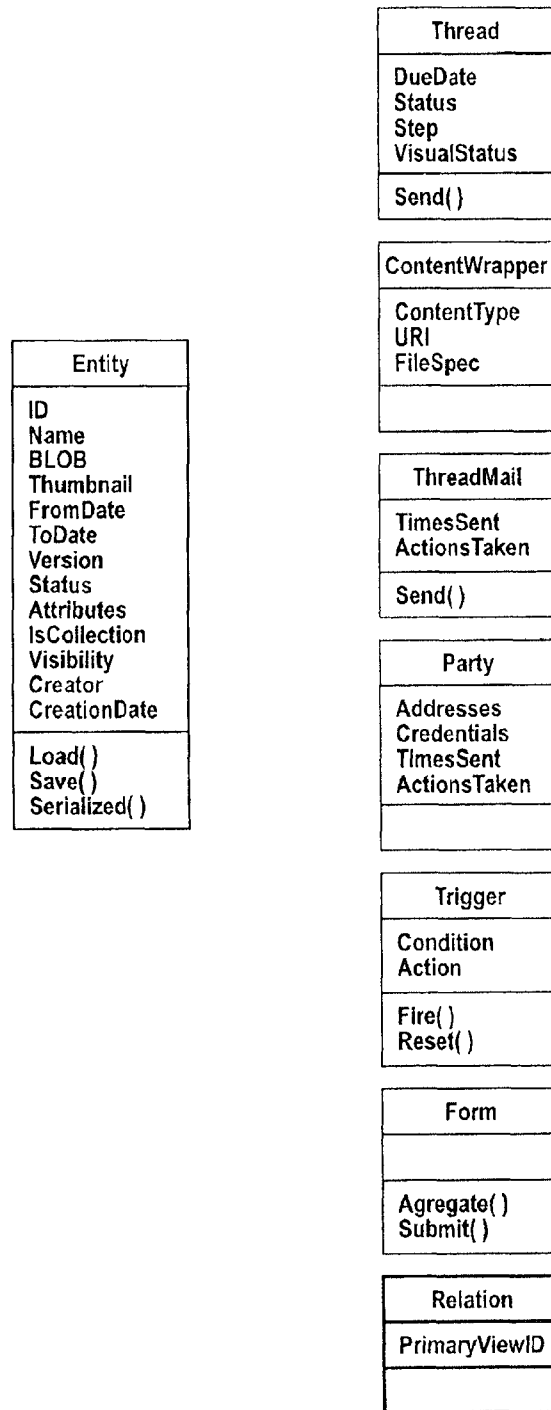 Thread
DueDate
Status
Step
VisualStatus
Send( )
ContentWrapper
ContentType
URI
FileSpec
Entity
ID
Name
BLOB
Thumbnail
FromDate
ToDate
Version
Status
Attributes
IsCollection
Visibility
Creator
CreationDate
Load( )
Save( )
Serialized( )
ThreadMail
TimesSent
ActionsTaken
Send( )
Party
Addresses
Credentials
TimesSent
ActionsTaken
Trigger
Condition
Action
Fire( )
Reset( )
Form
Agregate( )
Submit( )
Relation
PrimaryViewID